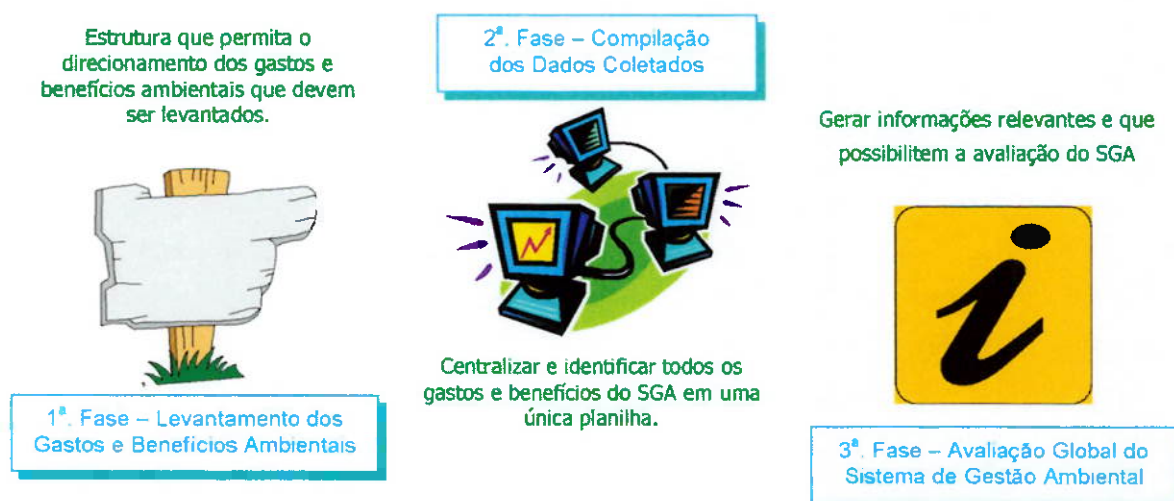 Estrutura que permita o
direcionamento dos gastos e
benefícios ambientais que devem
ser levantados.
1ª. Fase – Levantamento dos
Gastos e Benefícios Ambientais
2ª. Fase – Compilação
dos Dados Coletados
Centralizar e identificar todos os
gastos e benefícios do SGA em uma
única planilha.
Gerar informações relevantes e que
possibilitem a avaliação do SGA
i
3ª. Fase – Avaliação Global do
Sistema de Gestão Ambiental